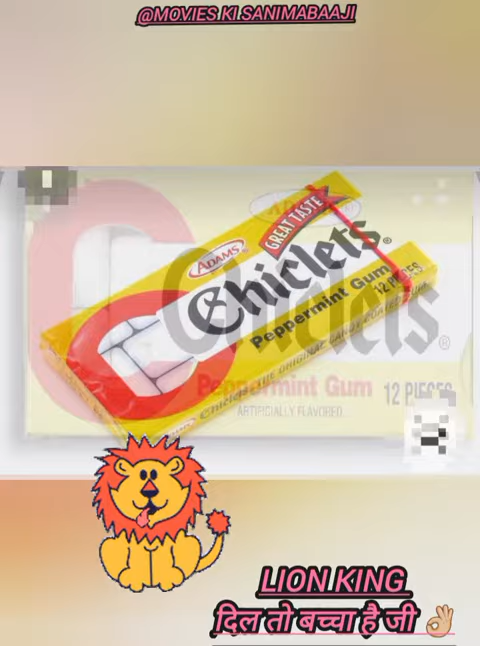 @MOVIES KI SANIMABAAJI
ADAMS
GREAT TASTE
Chiclets®
Peppermint Gum
12 PIECES
Chiclets®
Peppermint Gum 12 PIECES
ARTIFICIALLY FLAVORED
LION KING
दिल तो बच्चा है जी 👌🏼